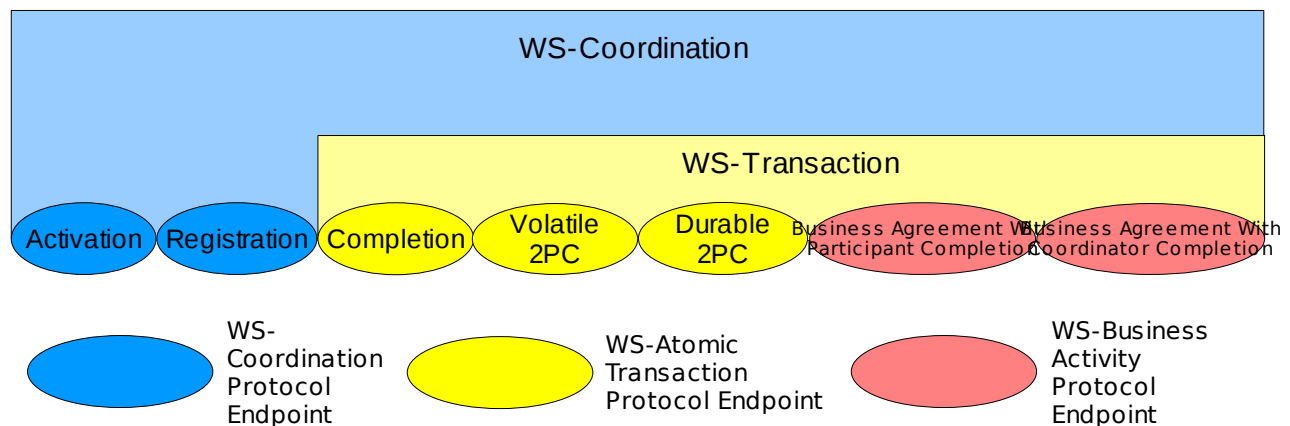 WS-Coordination
WS-Transaction
Activation
Registration
Completion
Volatile
2PC
Durable
2PC
Business Agreement With
Participant Completion
Business Agreement With
Coordinator Completion
WS-
Coordination
Protocol
Endpoint
WS-Atomic
Transaction
Protocol Endpoint
WS-Business
Activity
Protocol
Endpoint